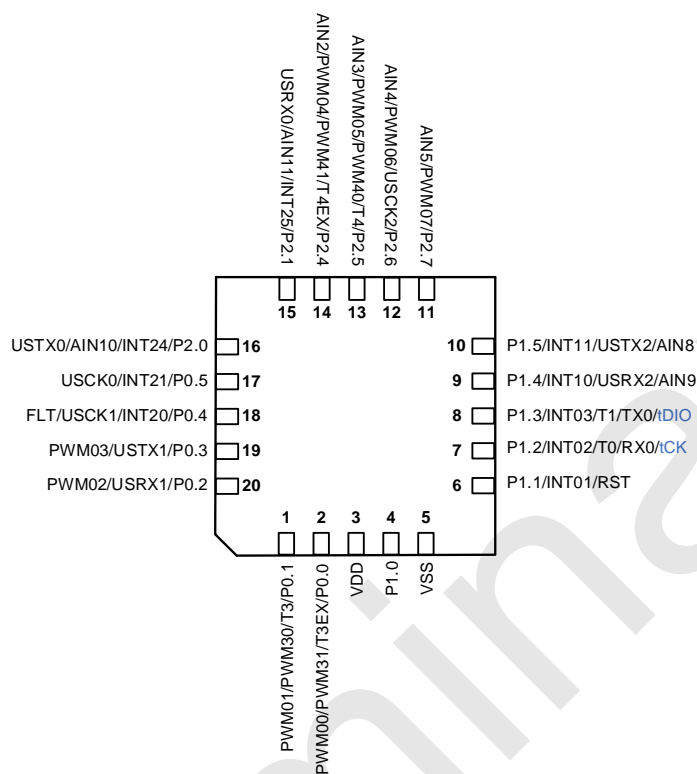 USRX0/AIN11/INT25/P2.1
AIN2/PWM04/PWM41/T4EX/P2.4
AIN3/PWM05/PWM40/T4/P2.5
AIN4/PWM06/USCK2/P2.6
AIN5/PWM07/P2.7
15 14 13 12 11
USTX0/AIN10/INT24/P2.0 16
USCK0/INT21/P0.5 17
FLT/USCK1/INT20/P0.4 18
PWM03/USTX1/P0.3 19
PWM02/USRX1/P0.2 20
10 P1.5/INT11/USTX2/AIN8
9 P1.4/INT10/USRX2/AIN9
8 P1.3/INT03/T1/TX0/tDIO
7 P1.2/INT02/T0/RX0/tCK
6 P1.1/INT01/RST
1 2 3 4 5
PWM01/PWM30/T3/P0.1
PWM00/PWM31/T3EX/P0.0
VDD
P1.0
VSS